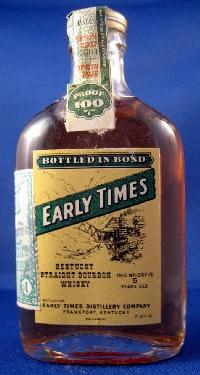 PROOF
100
BOTTLED IN BOND
EARLY TIMES
KENTUCKY
STRAIGHT BOURBON
WHISKY
THIS WHISKY IS
5
YEARS OLD
EARLY TIMES DISTILLERY COMPANY
FRANKFORT, KENTUCKY